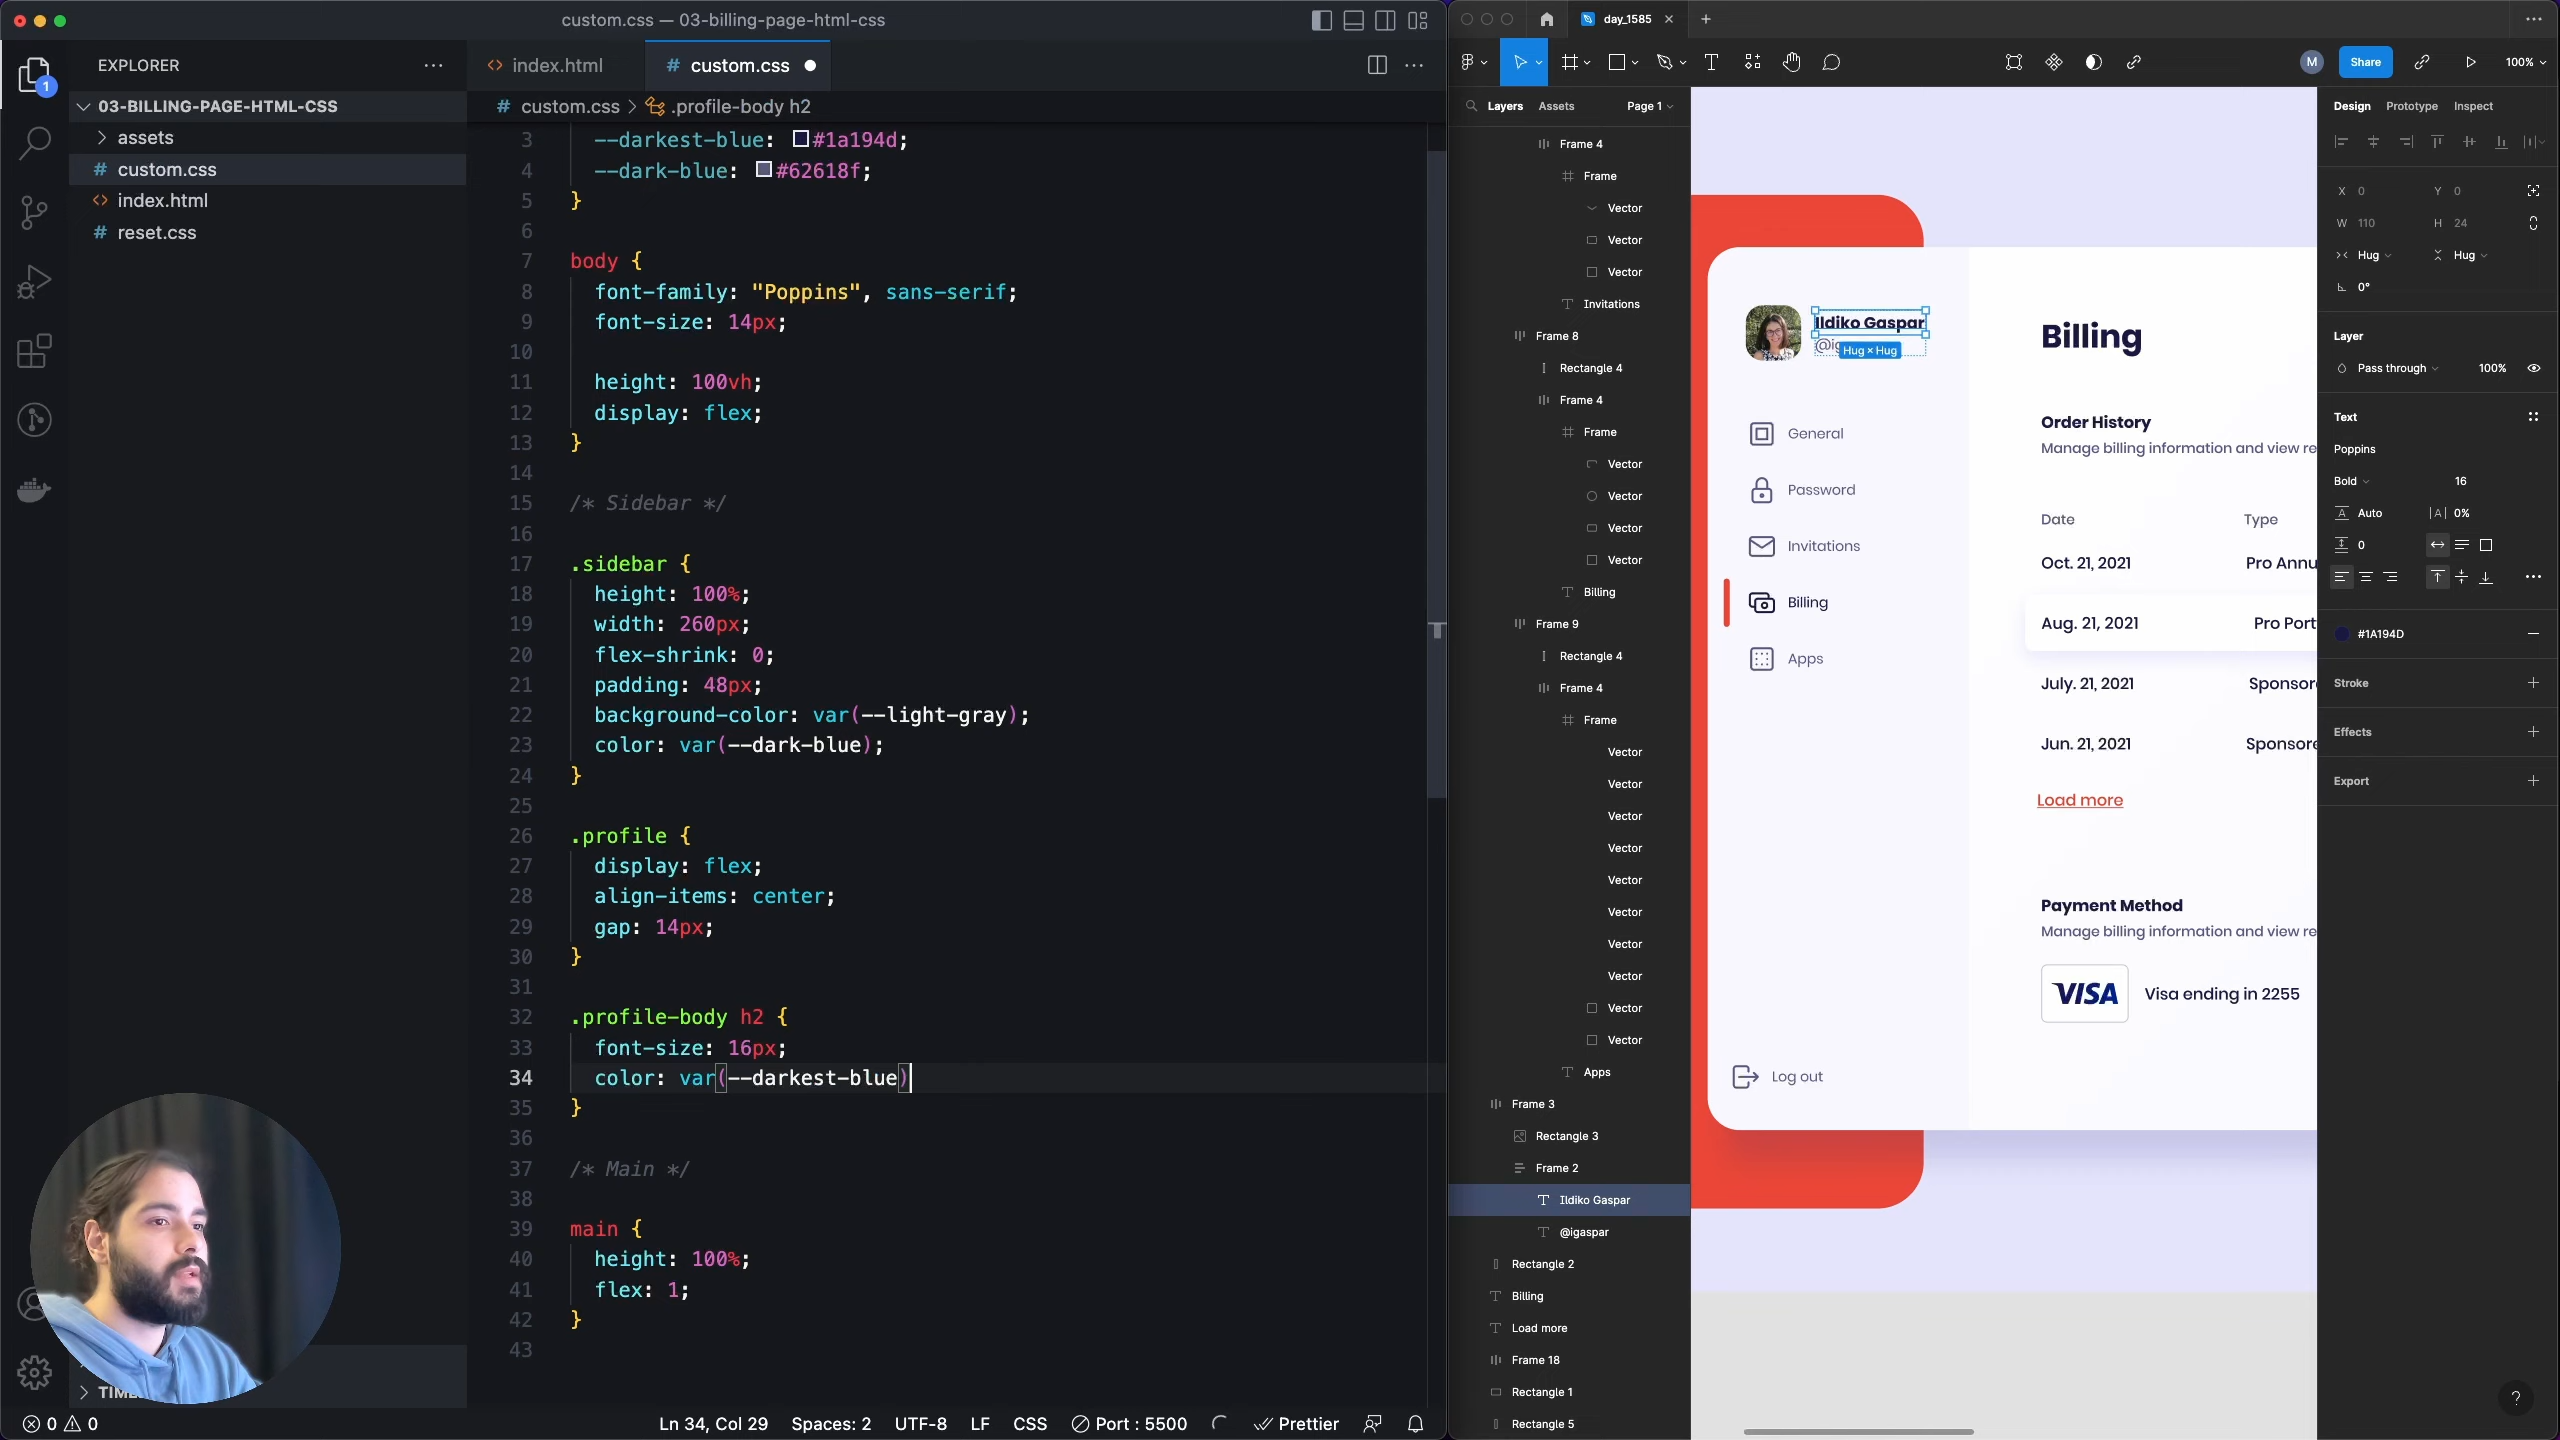 custom.css — 03-billing-page-html-css
EXPLORER
1
03-BILLING-PAGE-HTML-CSS
assets
# custom.css
<> index.html
# reset.css
<> index.html
# custom.css
# custom.css > .profile-body h2
3 --darkest-blue: #1a194d;
4 --dark-blue: #62618f;
5 }
6
7 body {
8 font-family: "Poppins", sans-serif;
9 font-size: 14px;
10
11 height: 100vh;
12 display: flex;
13 }
14
15 /* Sidebar */
16
17 .sidebar {
18 height: 100%;
19 width: 260px;
20 flex-shrink: 0;
21 padding: 48px;
22 background-color: var(--light-gray);
23 color: var(--dark-blue);
24 }
25
26 .profile {
27 display: flex;
28 align-items: center;
29 gap: 14px;
30 }
31
32 .profile-body h2 {
33 font-size: 16px;
34 color: var(--darkest-blue)
35 }
36
37 /* Main */
38
39 main {
40 height: 100%;
41 flex: 1;
42 }
43
0 0
Ln 34, Col 29 Spaces: 2 UTF-8 LF CSS Port : 5500 Prettier
day_1585
M
Share
100%
Layers
Assets
Page 1
Frame 4
Frame
Vector
Vector
Vector
Invitations
Frame 8
Rectangle 4
Frame 4
Frame
Vector
Vector
Vector
Vector
Billing
Frame 9
Rectangle 4
Frame 4
Frame
Vector
Vector
Vector
Vector
Vector
Vector
Vector
Vector
Vector
Vector
Apps
Frame 3
Rectangle 3
Frame 2
Ildiko Gaspar
@igaspar
Rectangle 2
Billing
Load more
Frame 18
Rectangle 1
Rectangle 5
Ildiko Gaspar
Hug × Hug
General
Password
Invitations
Billing
Apps
Log out
Billing
Order History
Manage billing information and view re
Date Type
Oct. 21, 2021 Pro Annu
Aug. 21, 2021 Pro Port
July. 21, 2021 Sponsor
Jun. 21, 2021 Sponsore
Load more
Payment Method
Manage billing information and view re
VISA
Visa ending in 2255
Design
Prototype
Inspect
X 0 Y 0
W 110 H 24
Hug Hug
0°
Layer
Pass through 100%
Text
Poppins
Bold 16
Auto 0%
0
#1A194D
Stroke
Effects
Export
?